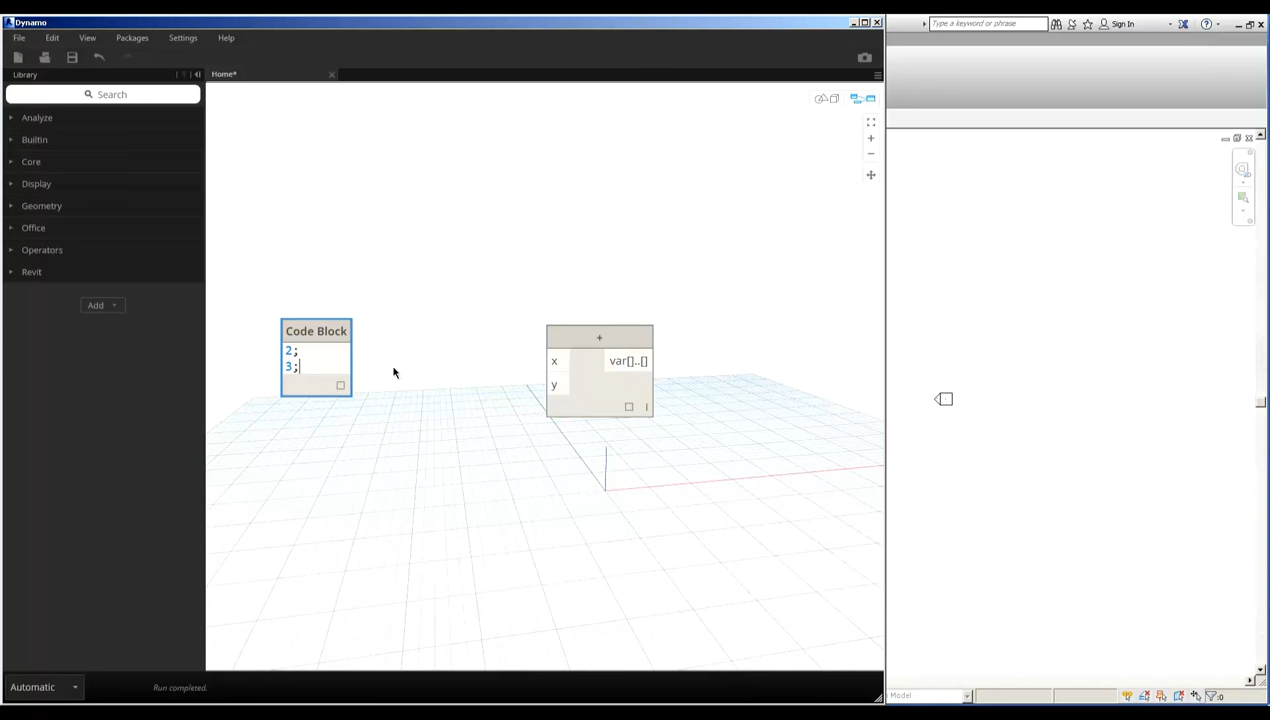 Dynamo
Type a keyword or phrase
Sign In
File Edit View Packages Settings Help
Library
Home*
Search
Analyze
Builtin
Core
Display
Geometry
Office
Operators
Revit
Add
Code Block
2;
3;
+
x var[]..[]
y
Automatic
Run completed.
Model
:0